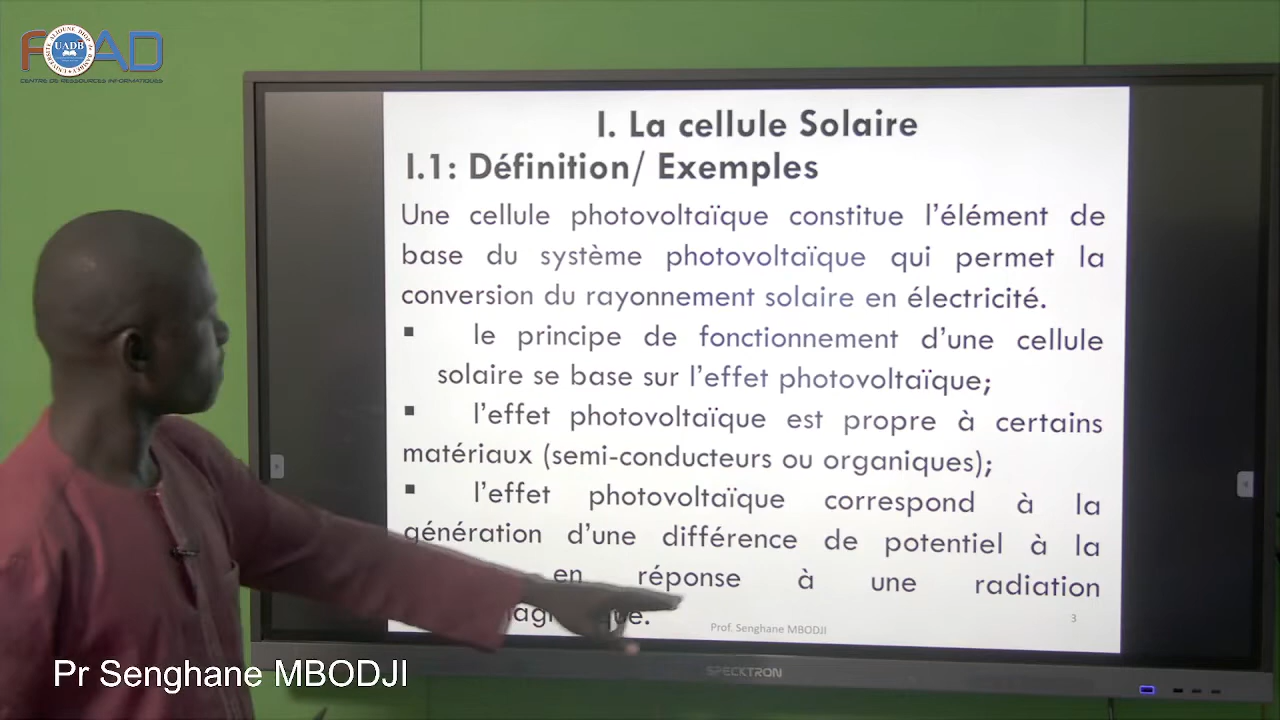 FOAD
UADB
CENTRE DE RESSOURCES INFORMATIQUES
I. La cellule Solaire
I.1: Définition/ Exemples
Une cellule photovoltaïque constitue l'élément de
base du système photovoltaïque qui permet la
conversion du rayonnement solaire en électricité.
▪ le principe de fonctionnement d'une cellule
solaire se base sur l'effet photovoltaïque;
▪ l'effet photovoltaïque est propre à certains
matériaux (semi-conducteurs ou organiques);
▪ l'effet photovoltaïque correspond à la
génération d'une différence de potentiel à la
en réponse à une radiation
Prof. Senghane MBODJI
3
SPECKTRON
Pr Senghane MBODJI